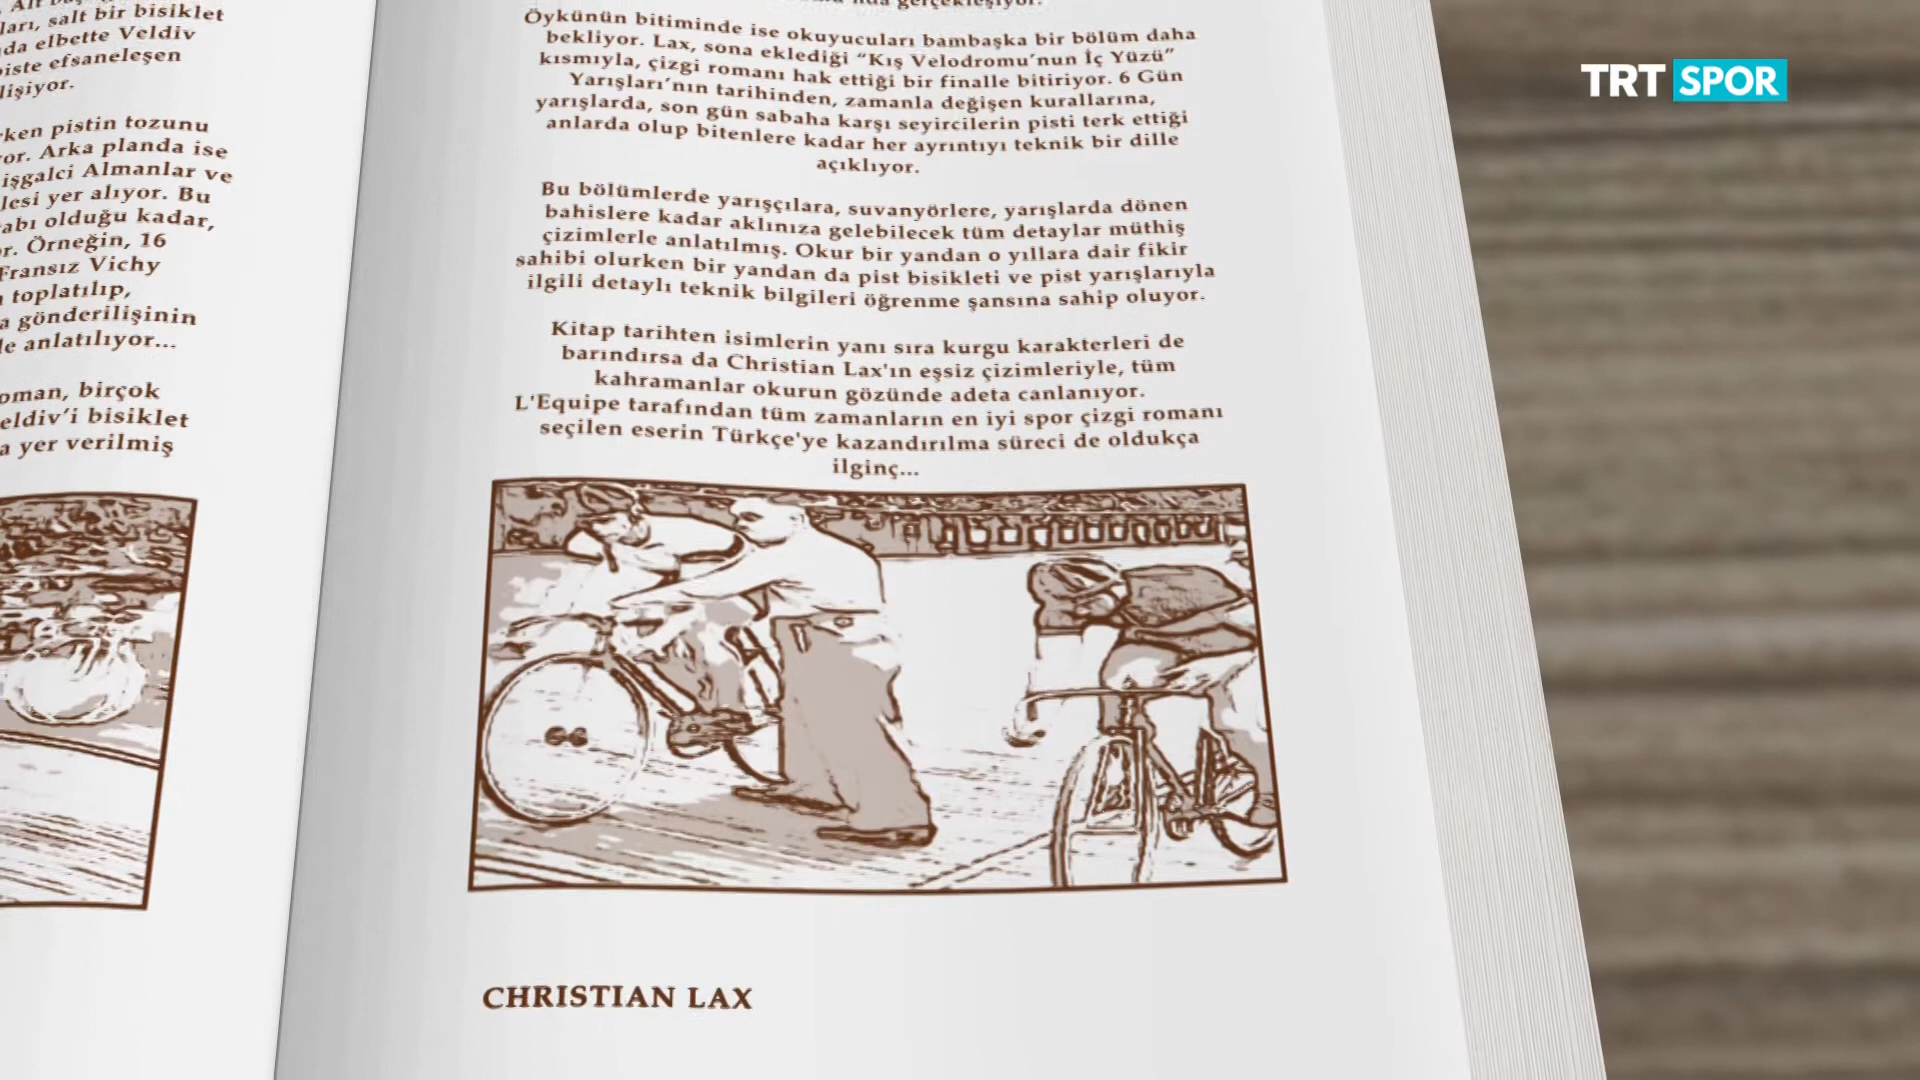 ları, salt bir bisiklet
da elbette Veldiv
piste efsaneleşen
lişiyor.
rken pistin tozunu
yor. Arka planda ise
işgalci Almanlar ve
lesi yer alıyor. Bu
abı olduğu kadar,
or. Örneğin, 16
Fransız Vichy
toplatılıp,
a gönderilişinin
le anlatılıyor...
oman, birçok
eldiv'i bisiklet
a yer verilmiş
gerçekleşiyor.
Öykünün bitiminde ise okuyucuları bambaşka bir bölüm daha
bekliyor. Lax, sona eklediği “Kış Velodromu’nun İç Yüzü”
kısmıyla, çizgi romanı hak ettiği bir finalle bitiriyor. 6 Gün
Yarışları’nın tarihinden, zamanla değişen kurallarına,
yarışlarda, son gün sabaha karşı seyircilerin pisti terk ettiği
anlarda olup bitenlere kadar her ayrıntıyı teknik bir dille
açıklıyor.
Bu bölümlerde yarışçılara, suvanyörlere, yarışlarda dönen
bahislere kadar aklınıza gelebilecek tüm detaylar müthiş
çizimlerle anlatılmış. Okur bir yandan o yıllara dair fikir
sahibi olurken bir yandan da pist bisikleti ve pist yarışlarıyla
ilgili detaylı teknik bilgileri öğrenme şansına sahip oluyor.
Kitap tarihten isimlerin yanı sıra kurgu karakterleri de
barındırsa da Christian Lax'ın eşsiz çizimleriyle, tüm
kahramanlar okurun gözünde adeta canlanıyor.
L'Equipe tarafından tüm zamanların en iyi spor çizgi romanı
seçilen eserin Türkçe'ye kazandırılma süreci de oldukça
ilginç...
CHRISTIAN LAX
TRT SPOR